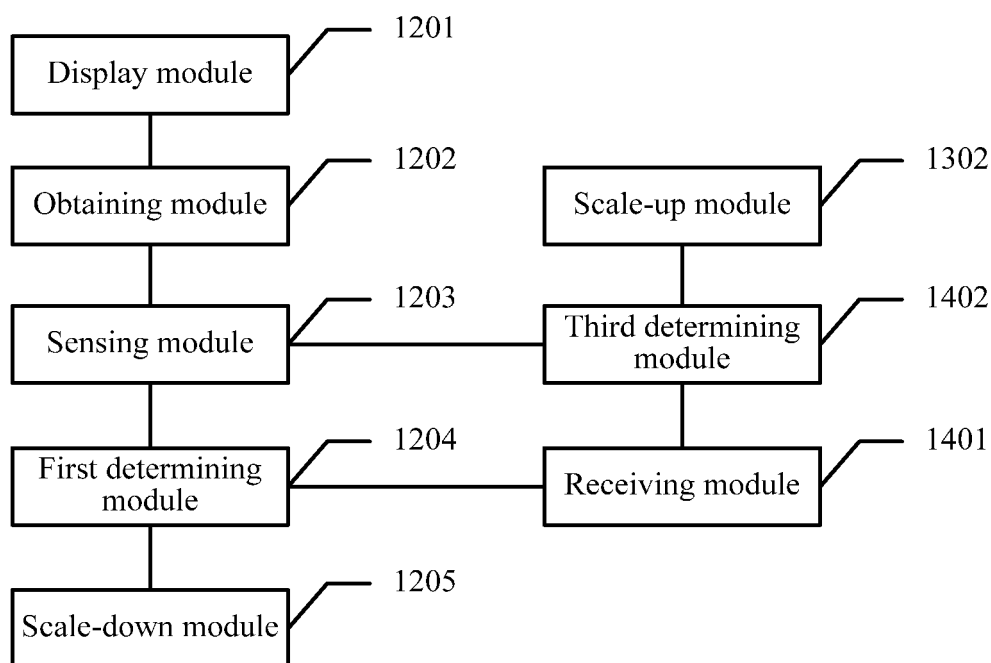 1201
Display module
1202
Obtaining module
1302
Scale-up module
1203
Sensing module
1402
Third determining
module
1204
First determining
module
1401
Receiving module
1205
Scale-down module